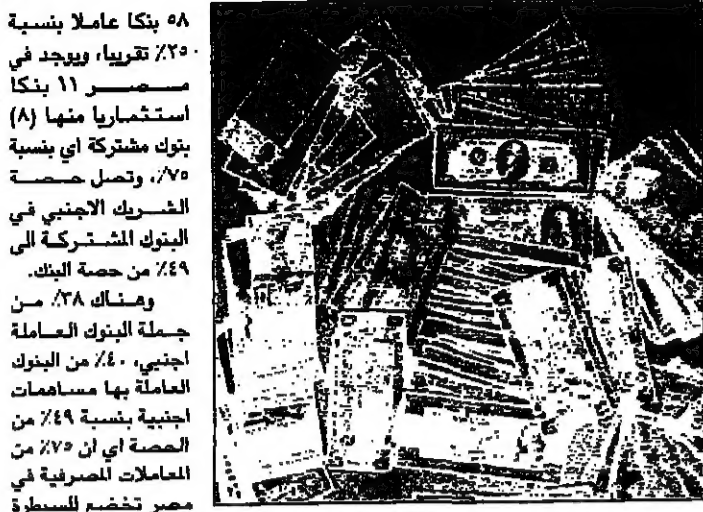 ٥٨ بنكا عاملا بنسبة
٢٥٠٪ تقريبا، ويوجد في
مصر ١١ بنكا
استثماريا منها (٨)
بنوك مشتركة اي بنسبة
٧٥٪، وتصل حصة
الشريك الاجنبي في
البنوك المشتركة الى
٤٩٪ من حصة البنك.
وهناك ٣٨٪ من
جملة البنوك العاملة
اجنبي، ٤٠٪ من البنوك
العاملة بها مساهمات
اجنبية بنسبة ٤٩٪ من
الحصة اي ان ٧٥٪ من
المعاملات المصرفية في
مصر تخضع للسيطرة